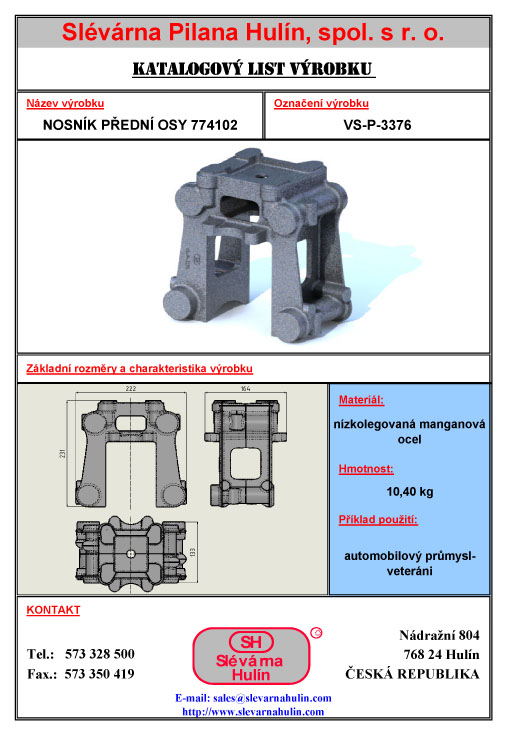 Slévárna Pilana Hulín, spol. s r. o.
KATALOGOVÝ LIST VÝROBKU
Název výrobku
Označení výrobku
NOSNÍK PŘEDNÍ OSY 774102
VS-P-3376
Základní rozměry a charakteristika výrobku
222
164
231
133
Materiál:
nízkolegovaná manganová
ocel
Hmotnost:
10,40 kg
Příklad použití:
automobilový průmysl-
veteráni
KONTAKT
Tel.: 573 328 500
Fax.: 573 350 419
SH
Slévárna
Hulín
Nádražní 804
768 24 Hulín
ČESKÁ REPUBLIKA
E-mail: sales@slevarnahulin.com
http://www.slevarnahulin.com